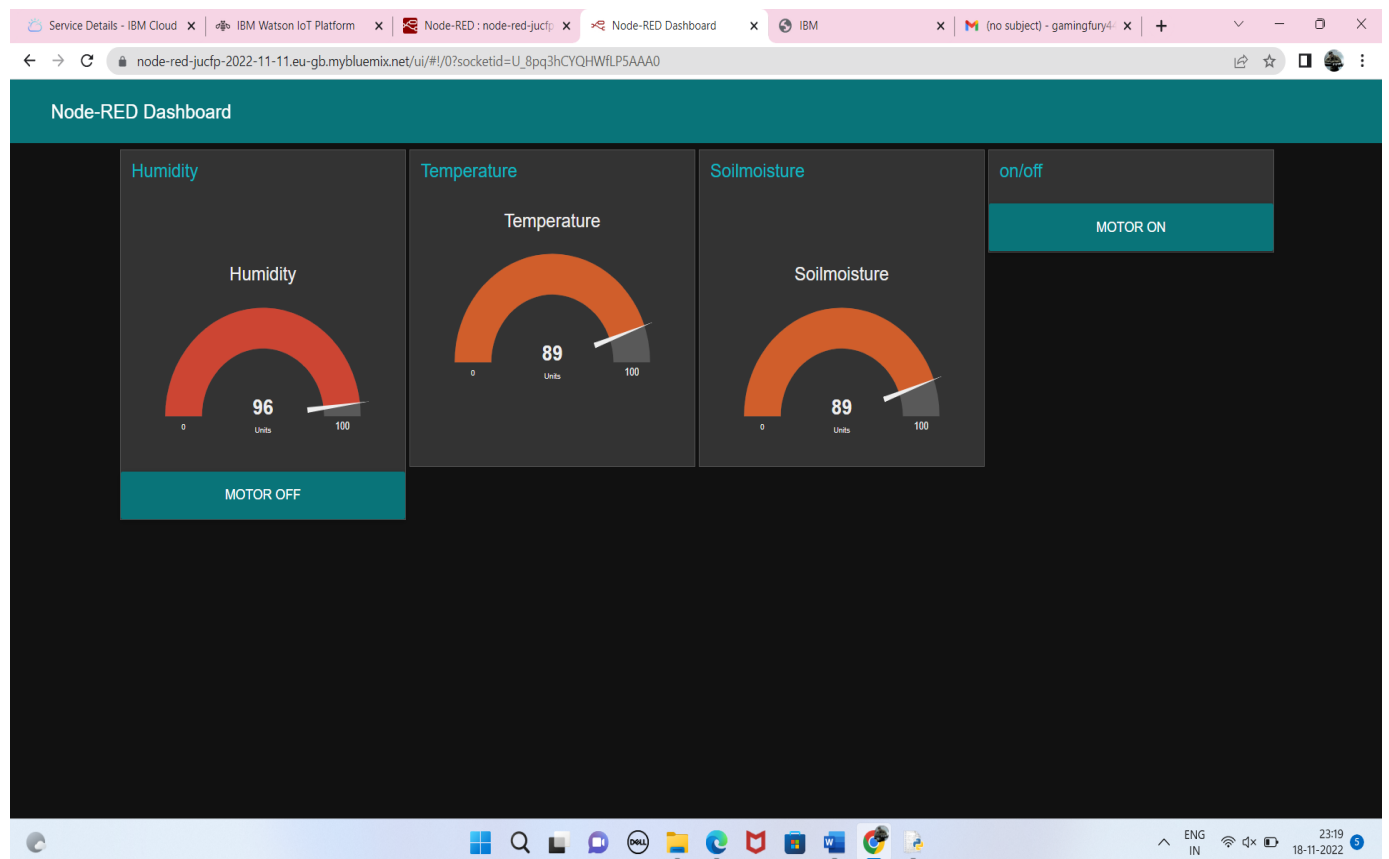 Service Details - IBM Cloud
IBM Watson IoT Platform
Node-RED : node-red-jucfp
Node-RED Dashboard
IBM
(no subject) - gamingfury44
node-red-jucfp-2022-11-11.eu-gb.mybluemix.net/ui/#!/0?socketid=U_8pq3hCYQHWfLP5AAA0
Node-RED Dashboard
Humidity
Humidity
96
Units
0
100
MOTOR OFF
Temperature
Temperature
89
Units
0
100
Soilmoisture
Soilmoisture
89
Units
0
100
on/off
MOTOR ON
DELL
ENG
IN
23:19
18-11-2022
5